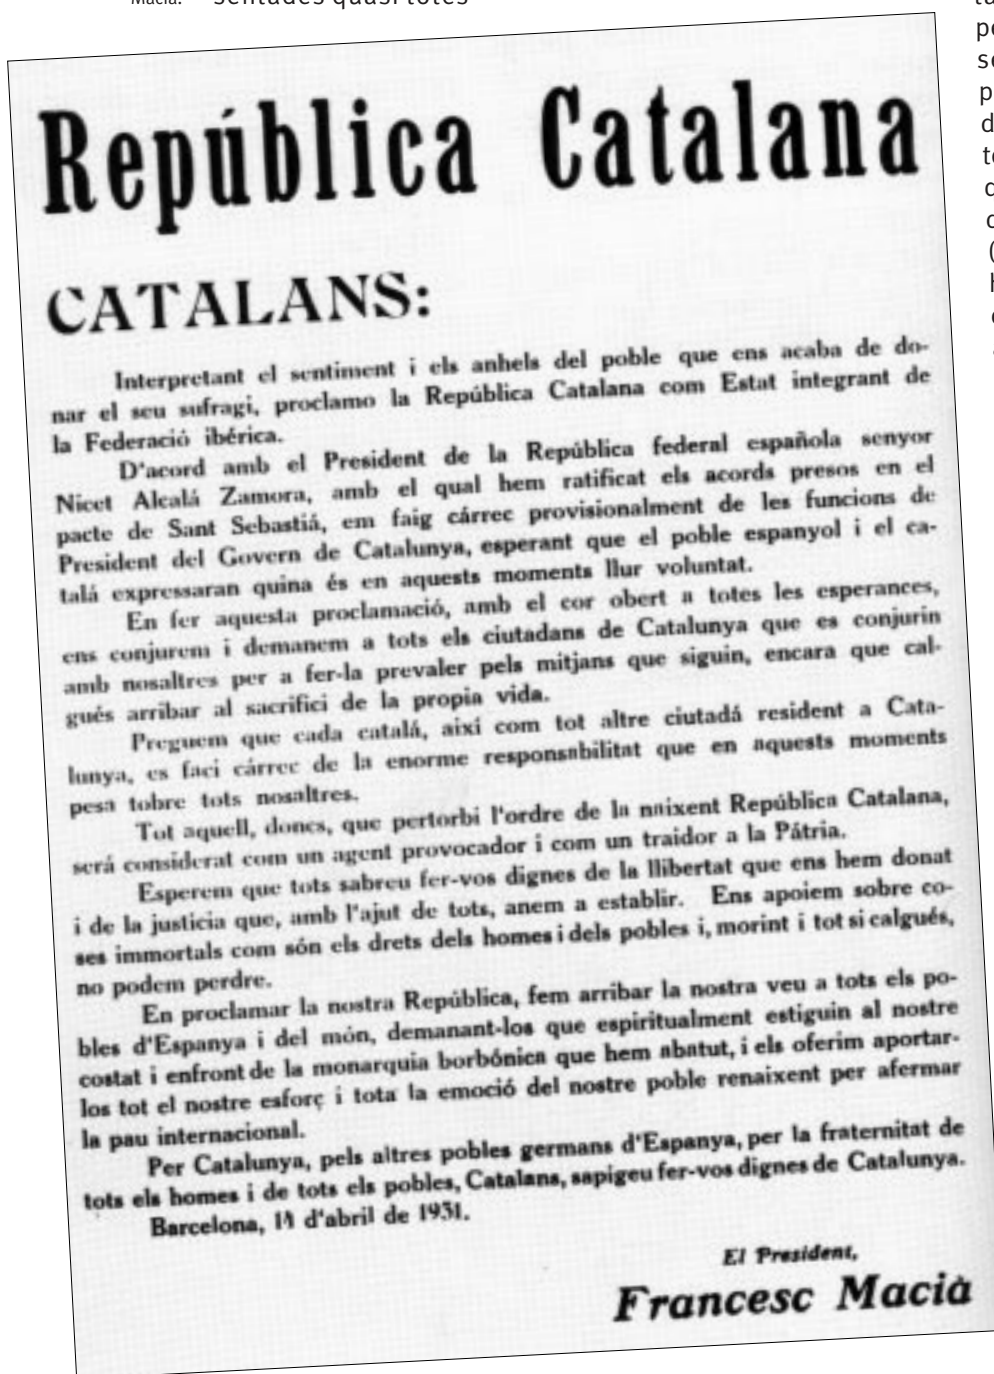 Macià. sentades quasi totes
República Catalana
CATALANS:
Interpretant el sentiment i els anhels del poble que ens acaba de do-
nar el seu sufragi, proclamo la República Catalana com Estat integrant de
la Federació ibérica.
D'acord amb el President de la República federal española senyor
Nicet Alcalá Zamora, amb el qual hem ratificat els acords presos en el
pacte de Sant Sebastiá, em faig cárrec provisionalment de les funcions de
President del Govern de Catalunya, esperant que el poble espanyol i el ca-
talá expressaran quina és en aquests moments llur voluntat.
En fer aquesta proclamació, amb el cor obert a totes les esperances,
ens conjurem i demanem a tots els ciutadans de Catalunya que es conjurin
amb nosaltres per a fer-la prevaler pels mitjans que siguin, encara que cal-
gués arribar al sacrifici de la propia vida.
Preguem que cada catalá, així com tot altre ciutadá resident a Cata-
lunya, es faci cárrec de la enorme responsabilitat que en aquests moments
pesa tobre tots nosaltres.
Tot aquell, doncs, que pertorbi l'ordre de la naixent República Catalana,
será considerat com un agent provocador i com un traidor a la Pátria.
Esperem que tots sabreu fer-vos dignes de la llibertat que ens hem donat
i de la justicia que, amb l'ajut de tots, anem a establir. Ens apoiem sobre co-
ses immortals com són els drets dels homes i dels pobles i, morint i tot si calgués,
no podem perdre.
En proclamar la nostra República, fem arribar la nostra veu a tots els po-
bles d'Espanya i del món, demanant-los que espiritualment estiguin al nostre
costat i enfront de la monarquia borbónica que hem abatut, i els oferim aportar-
los tot el nostre esforç i tota la emoció del nostre poble renaixent per afermar
la pau internacional.
Per Catalunya, pels altres pobles germans d'Espanya, per la fraternitat de
tots els homes i de tots els pobles, Catalans, sapigeu fer-vos dignes de Catalunya.
Barcelona, 14 d'abril de 1931.
El President,
Francesc Macià